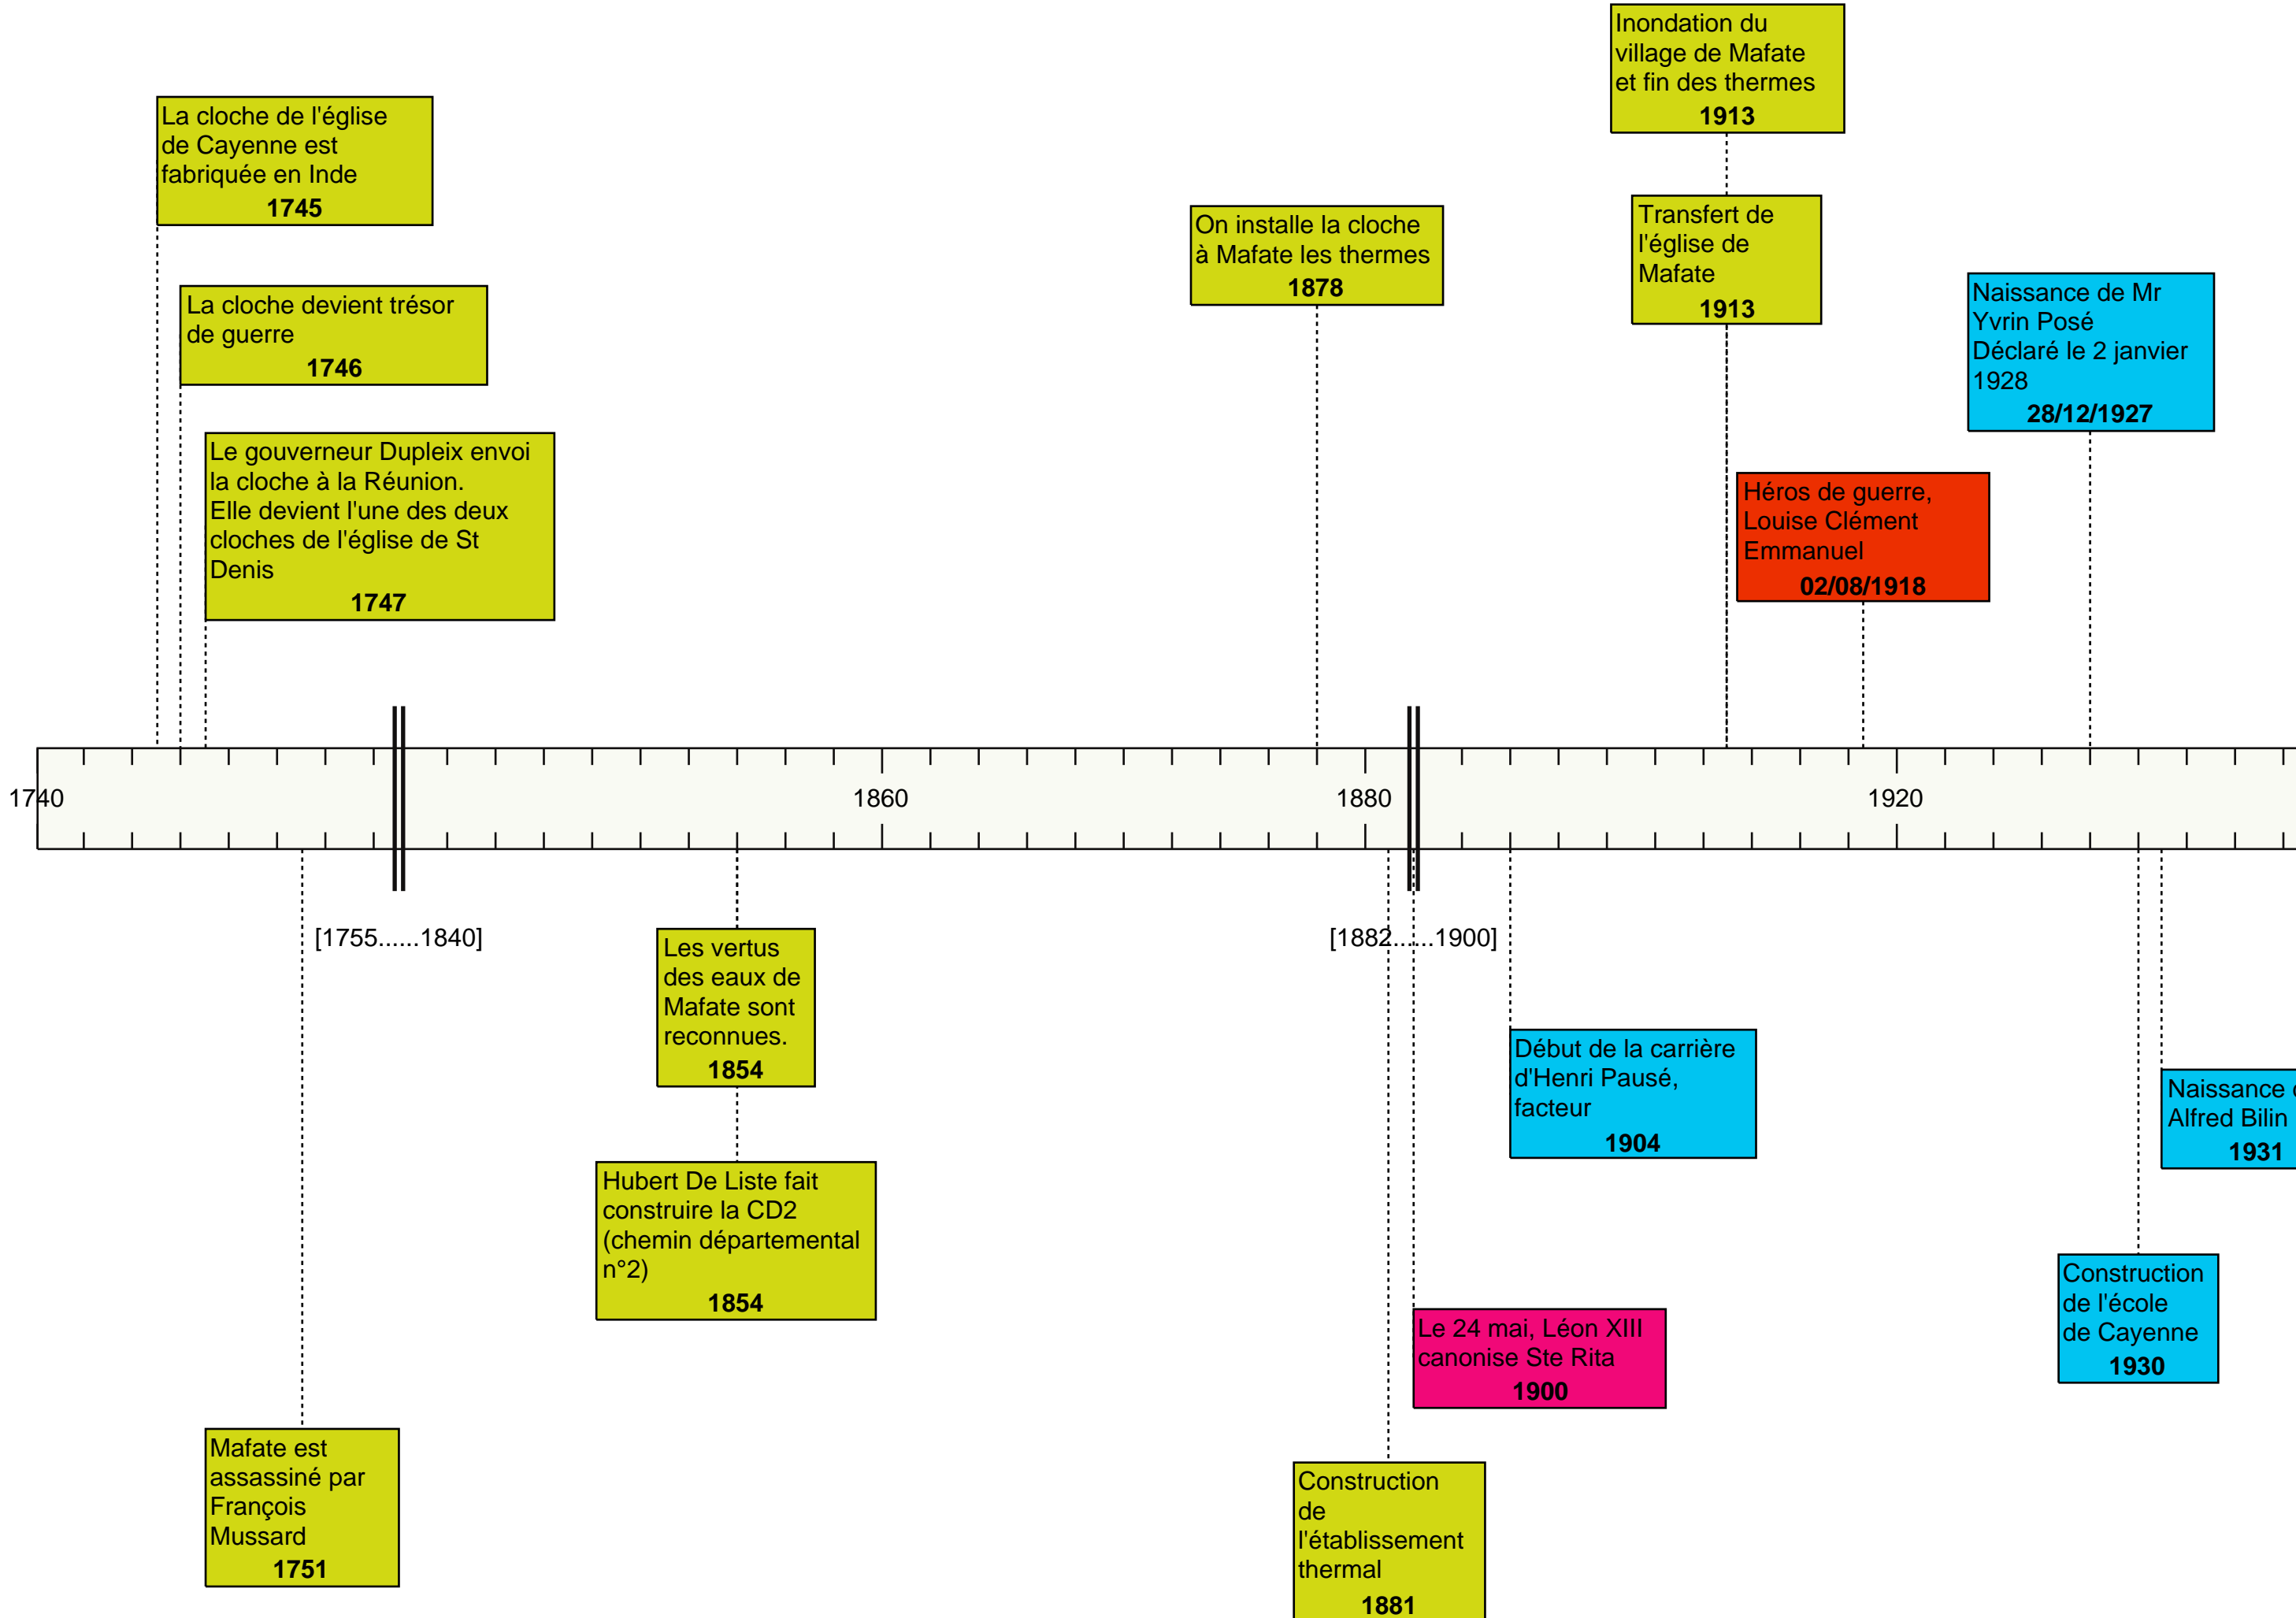 Inondation du
village de Mafate
et fin des thermes
1913
La cloche de l'église
de Cayenne est
fabriquée en Inde
1745
Transfert de
l'église de
Mafate
1913
On installe la cloche
à Mafate les thermes
1878
La cloche devient trésor
de guerre
1746
Naissance de Mr
Yvrin Posé
Déclaré le 2 janvier
1928
28/12/1927
Le gouverneur Dupleix envoi
la cloche à la Réunion.
Elle devient l'une des deux
cloches de l'église de St
Denis
1747
Héros de guerre,
Louise Clément
Emmanuel
02/08/1918
1740
1860
1880
1920
[1755......1840]
[1882......1900]
Les vertus
des eaux de
Mafate sont
reconnues.
1854
Début de la carrière
d'Henri Pausé,
facteur
1904
Naissance
Alfred Bilin
1931
Hubert De Liste fait
construire la CD2
(chemin départemental
n°2)
1854
Construction
de l'école
de Cayenne
1930
Le 24 mai, Léon XIII
canonise Ste Rita
1900
Mafate est
assassiné par
François
Mussard
1751
Construction
de
l'établissement
thermal
1881